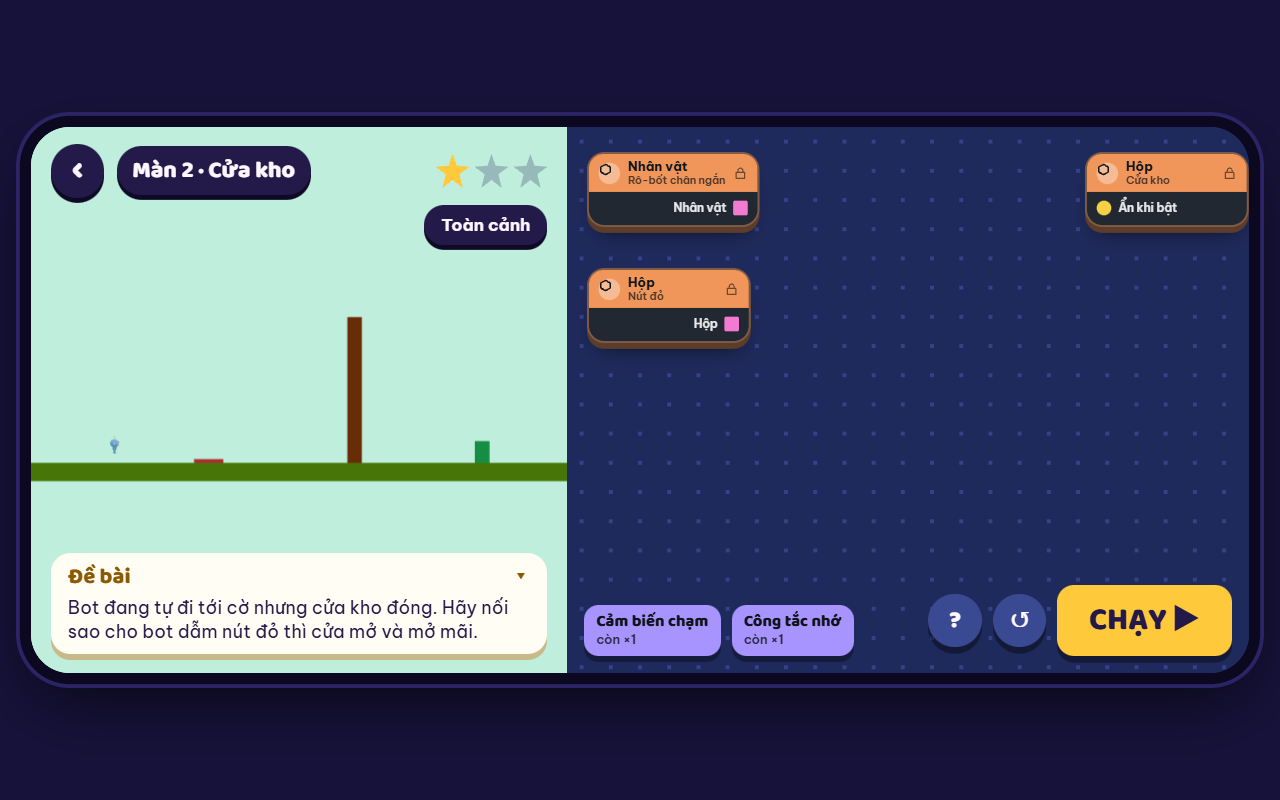 Màn 2 • Cửa kho
Toàn cảnh
Đề bài
Bot đang tự đi tới cờ nhưng cửa kho đóng. Hãy nối
sao cho bot dẫm nút đỏ thì cửa mở và mở mãi.
Nhân vật
Rô-bốt chân ngắn
Nhân vật
Hộp
Cửa kho
Ẩn khi bật
Hộp
Nút đỏ
Hộp
Cảm biến chạm
còn ×1
Công tắc nhớ
còn ×1
?
CHẠY